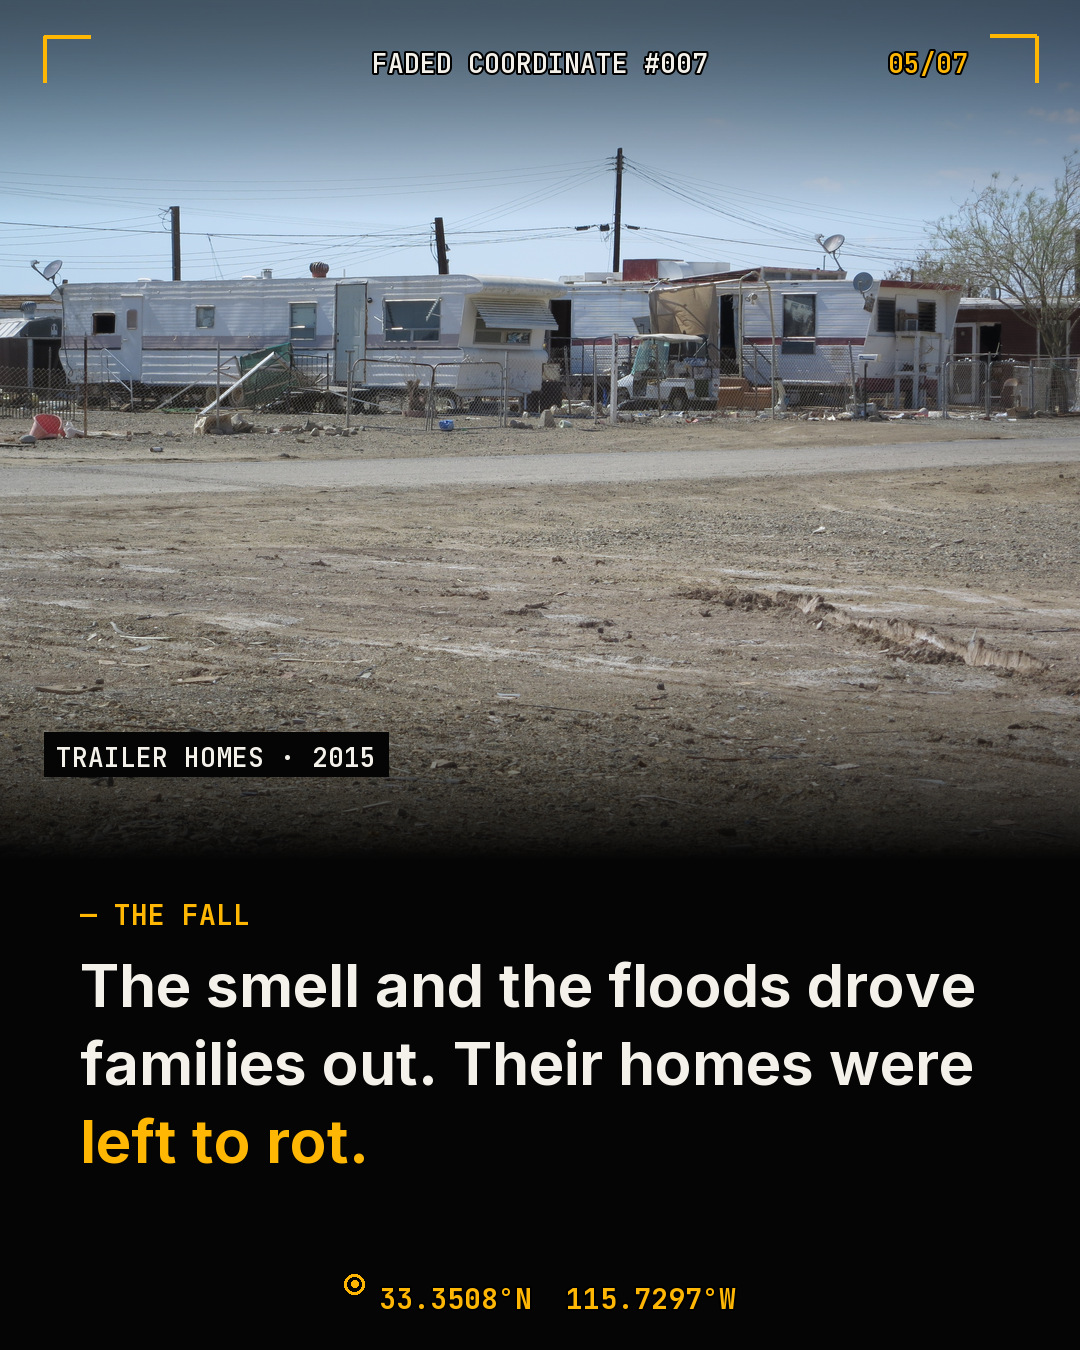 FADED COORDINATE #007
05/07
TRAILER HOMES · 2015
— THE FALL
The smell and the floods drove
families out. Their homes were
left to rot.
33.3508°N 115.7297°W